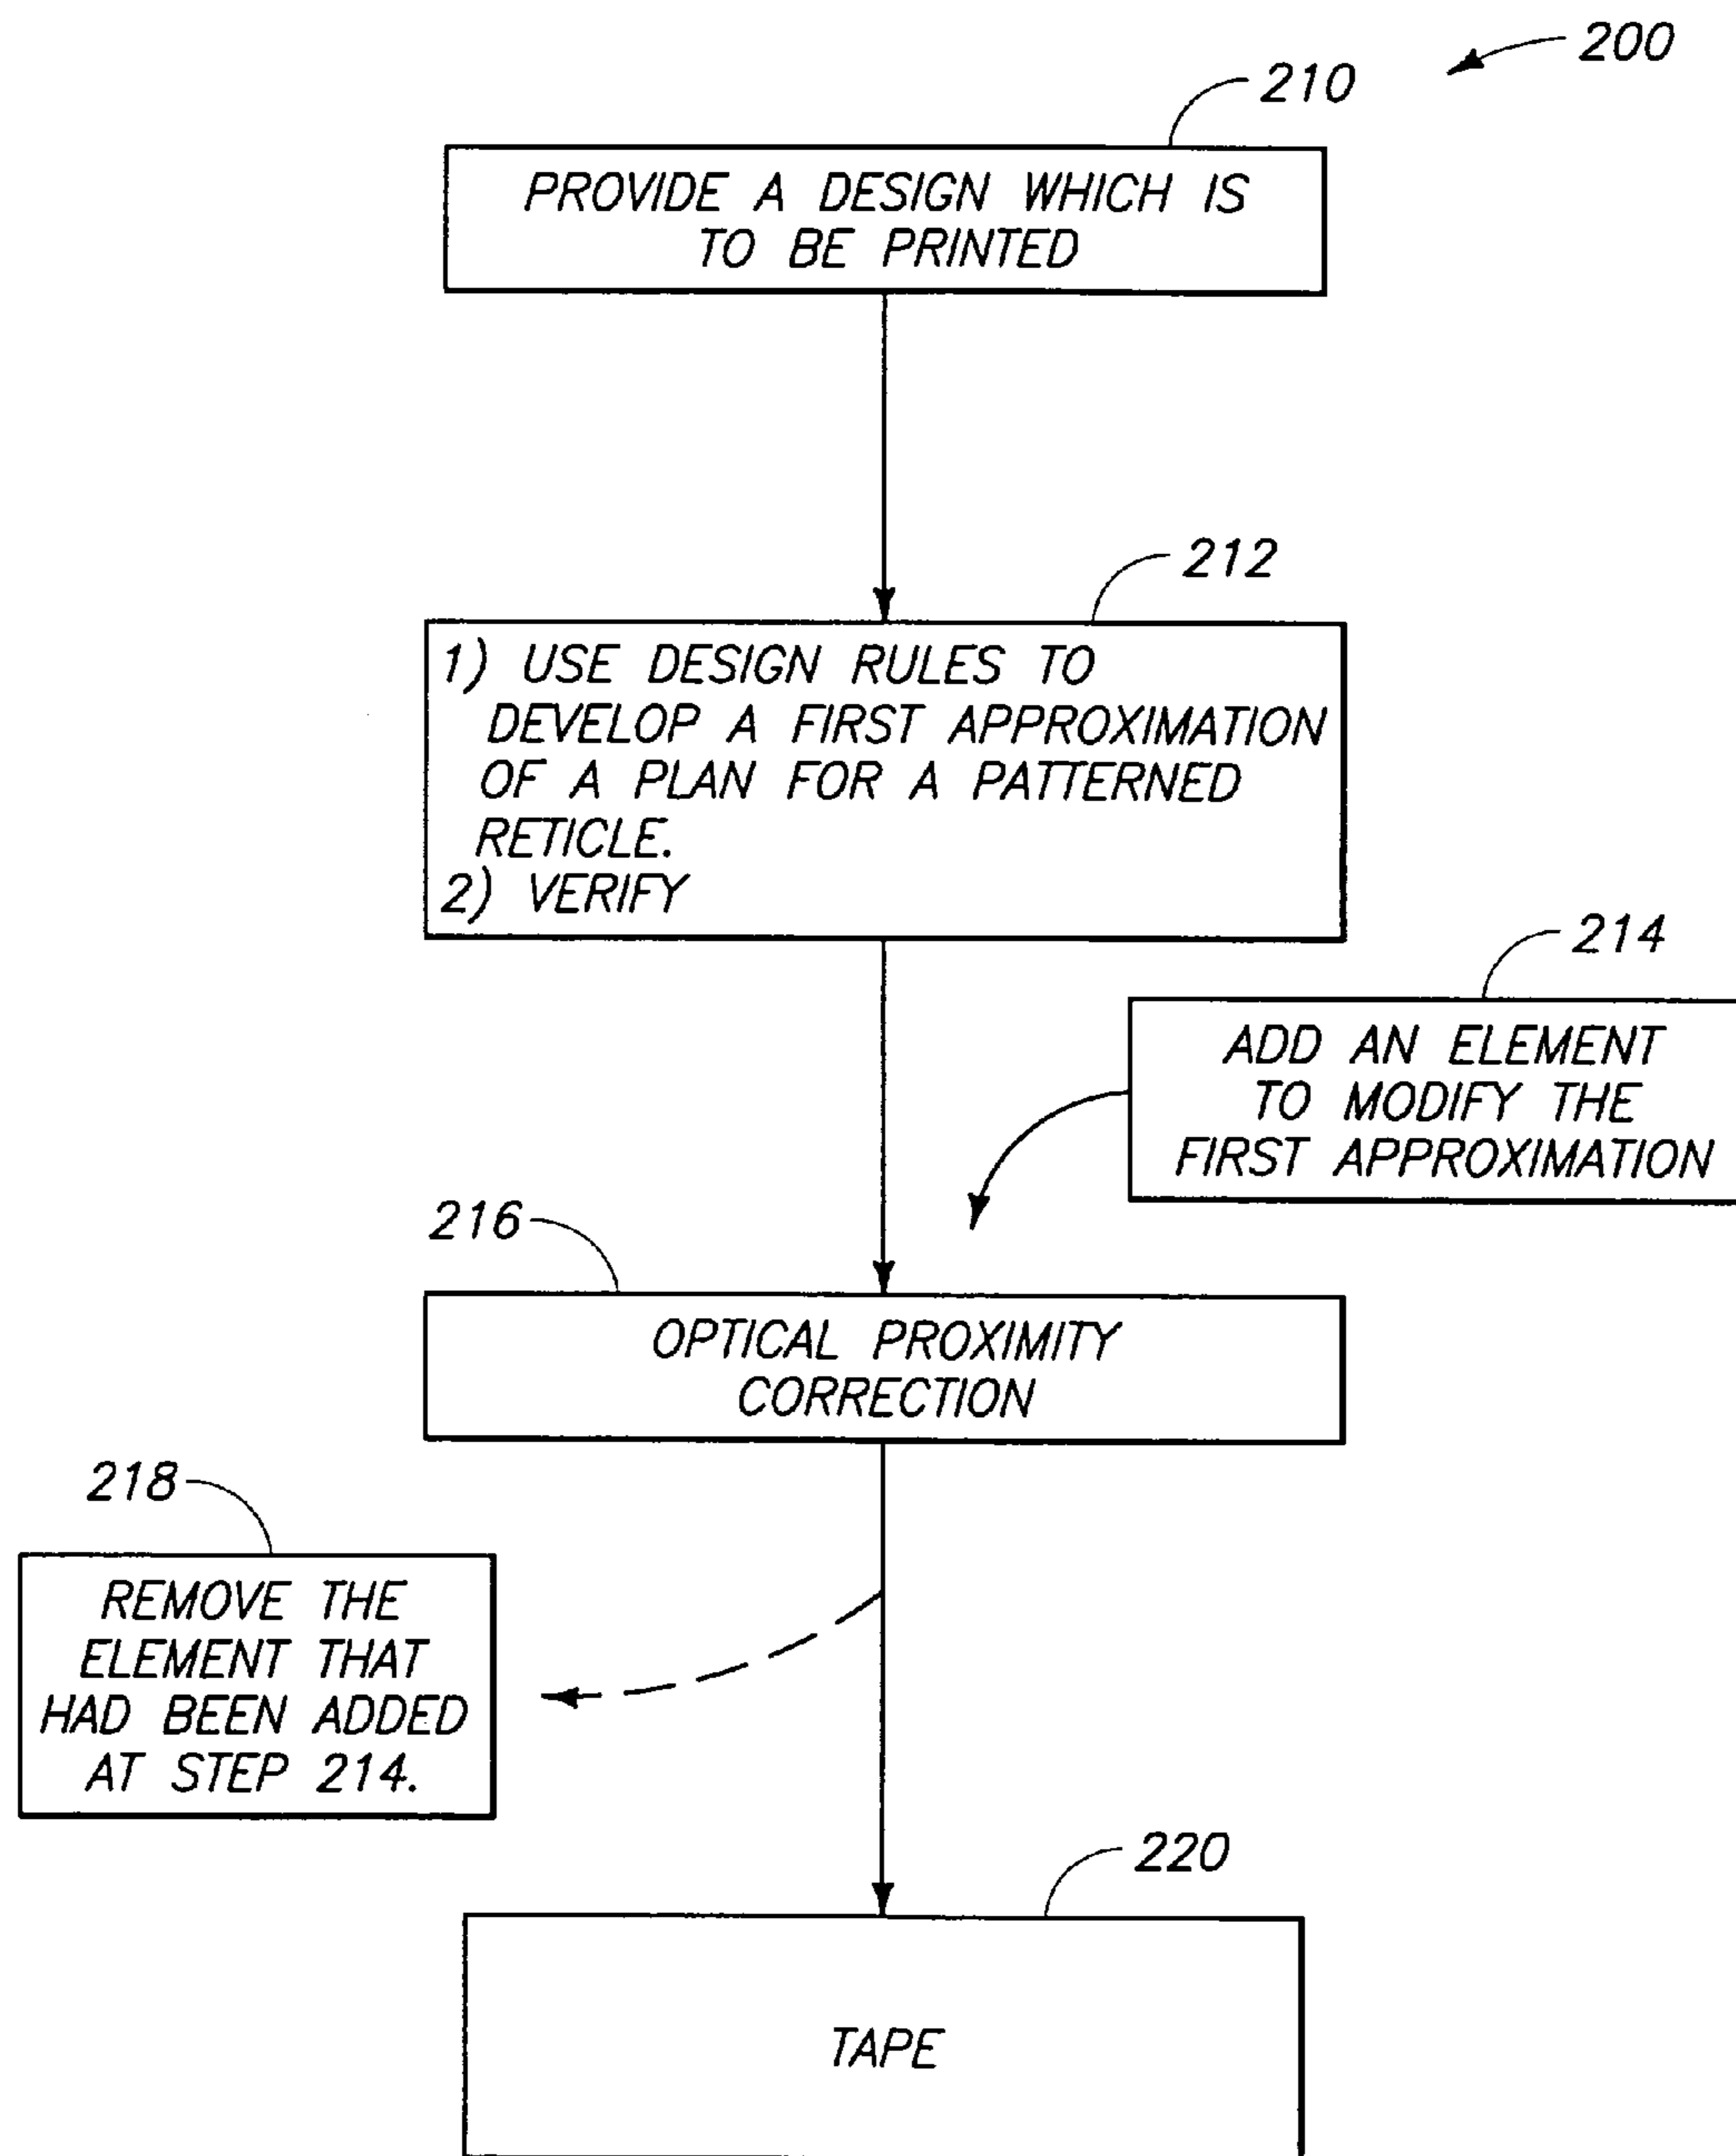 200
210
PROVIDE A DESIGN WHICH IS
TO BE PRINTED
212
1) USE DESIGN RULES TO
DEVELOP A FIRST APPROXIMATION
OF A PLAN FOR A PATTERNED
RETICLE.
2) VERIFY
214
ADD AN ELEMENT
TO MODIFY THE
FIRST APPROXIMATION
216
OPTICAL PROXIMITY
CORRECTION
218
REMOVE THE
ELEMENT THAT
HAD BEEN ADDED
AT STEP 214.
220
TAPE